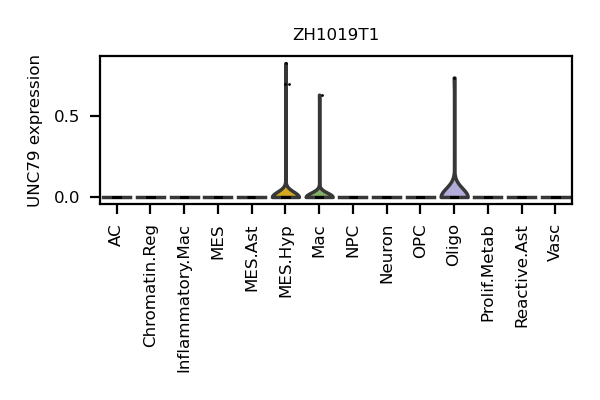 ZH1019T1
UNC79 expression
0.5
0.0
AC
Chromatin.Reg
Inflammatory.Mac
MES
MES.Ast
MES.Hyp
Mac
NPC
Neuron
OPC
Oligo
Prolif.Metab
Reactive.Ast
Vasc